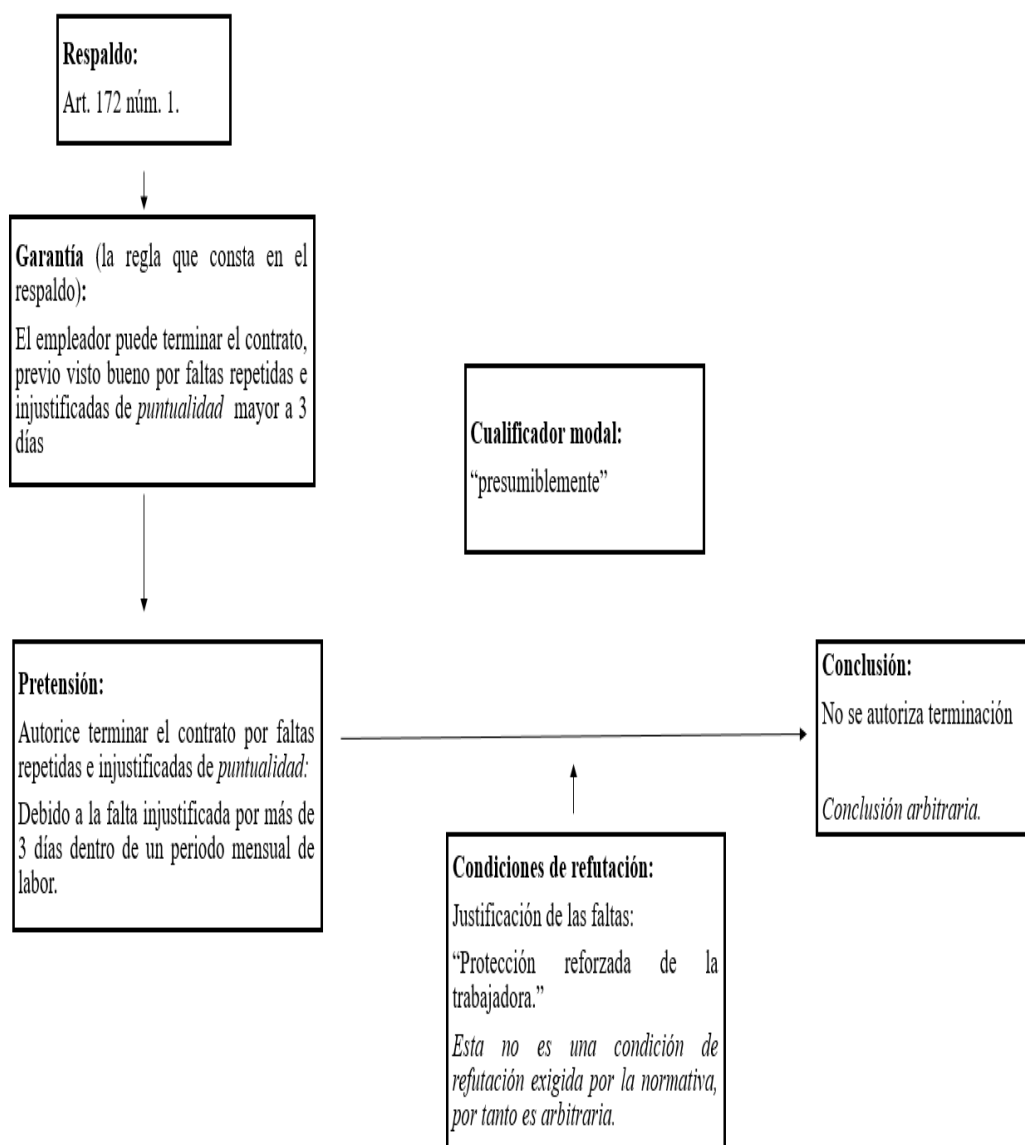 Respaldo:
Art. 172 núm. 1.
Garantía (la regla que consta en el
respaldo):
El empleador puede terminar el contrato,
previo visto bueno por faltas repetidas e
injustificadas de puntualidad mayor a 3
días
Cualificador modal:
“presumiblemente”
Pretensión:
Autorice terminar el contrato por faltas
repetidas e injustificadas de puntualidad:
Debido a la falta injustificada por más de
3 días dentro de un periodo mensual de
labor.
Conclusión:
No se autoriza terminación
Conclusión arbitraria.
Condiciones de refutación:
Justificación de las faltas:
“Protección reforzada de la
trabajadora.”
Esta no es una condición de
refutación exigida por la normativa,
por tanto es arbitraria.